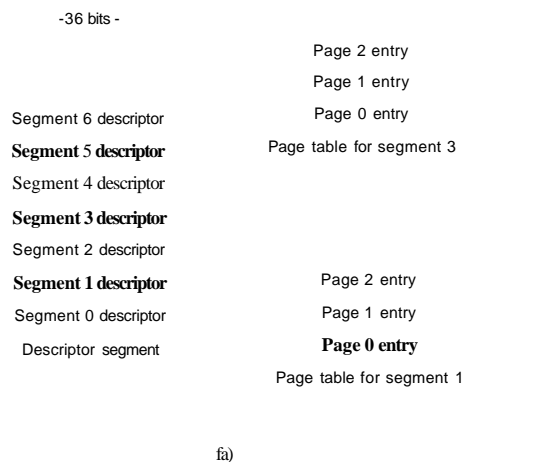 -36 bits -
Page 2 entry
Page 1 entry
Page 0 entry
Page table for segment 3
Segment 6 descriptor
Segment 5 descriptor
Segment 4 descriptor
Segment 3 descriptor
Segment 2 descriptor
Segment 1 descriptor
Segment 0 descriptor
Descriptor segment
Page 2 entry
Page 1 entry
Page 0 entry
Page table for segment 1
fa)